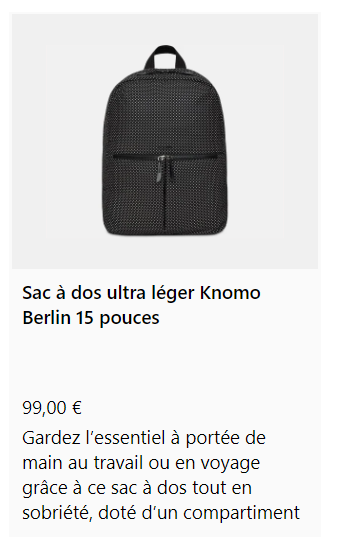 Sac à dos ultra léger Knomo
Berlin 15 pouces
99,00 €
Gardez l’essentiel à portée de
main au travail ou en voyage
grâce à ce sac à dos tout en
sobriété, doté d’un compartiment